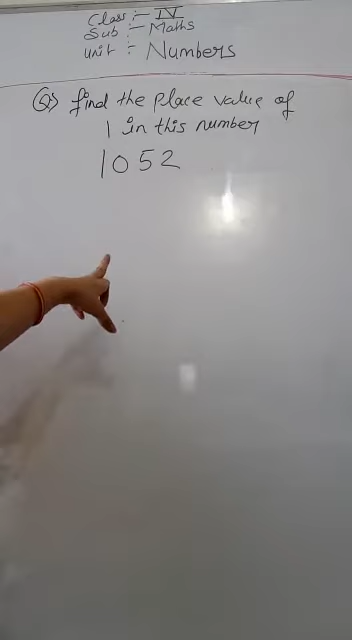 Class :- IV
Sub :- Maths
unit :- Numbers
Q) find the place value of
1 in this number
1052